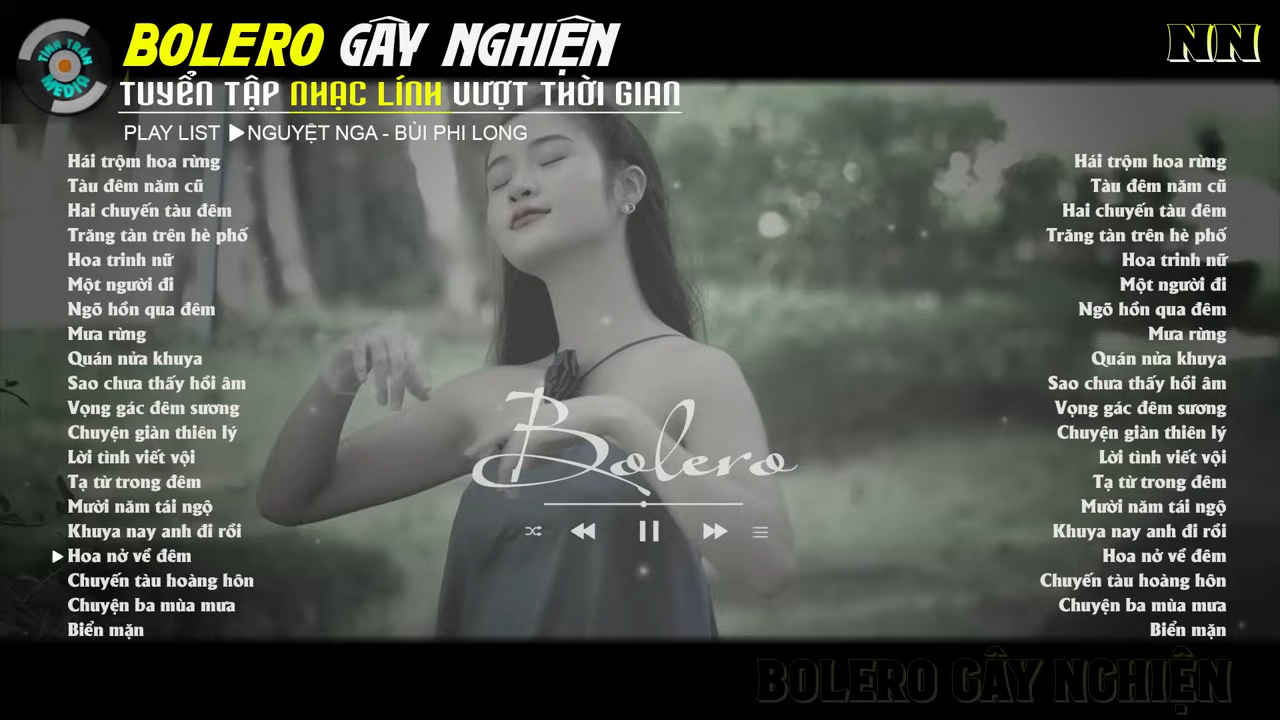 TÌNH TRẦN
MEDIA
BOLERO GÂY NGHIỆN
NN
TUYỂN TẬP NHẠC LÍNH VƯỢT THỜI GIAN
PLAY LIST ▶NGUYỆT NGA - BÙI PHI LONG
Hái trộm hoa rừng
Tàu đêm năm cũ
Hai chuyến tàu đêm
Trăng tàn trên hè phố
Hoa trinh nữ
Một người đi
Ngõ hồn qua đêm
Mưa rừng
Quán nửa khuya
Sao chưa thấy hồi âm
Vọng gác đêm sương
Chuyện giàn thiên lý
Lời tình viết vội
Tạ từ trong đêm
Mười năm tái ngộ
Khuya nay anh đi rồi
Hoa nở về đêm
Chuyến tàu hoàng hôn
Chuyện ba mùa mưa
Biển mặn
Bolero
Hái trộm hoa rừng
Tàu đêm năm cũ
Hai chuyến tàu đêm
Trăng tàn trên hè phố
Hoa trinh nữ
Một người đi
Ngõ hồn qua đêm
Mưa rừng
Quán nửa khuya
Sao chưa thấy hồi âm
Vọng gác đêm sương
Chuyện giàn thiên lý
Lời tình viết vội
Tạ từ trong đêm
Mười năm tái ngộ
Khuya nay anh đi rồi
Hoa nở về đêm
Chuyến tàu hoàng hôn
Chuyện ba mùa mưa
Biển mặn
BOLERO GÂY NGHIỆN